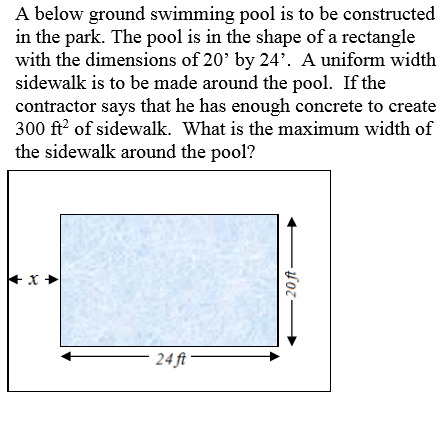 A below ground swimming pool is to be constructed
in the park. The pool is in the shape of a rectangle
with the dimensions of 20’ by 24’. A uniform width
sidewalk is to be made around the pool. If the
contractor says that he has enough concrete to create
300 ft² of sidewalk. What is the maximum width of
the sidewalk around the pool?
x
20 ft
24 ft